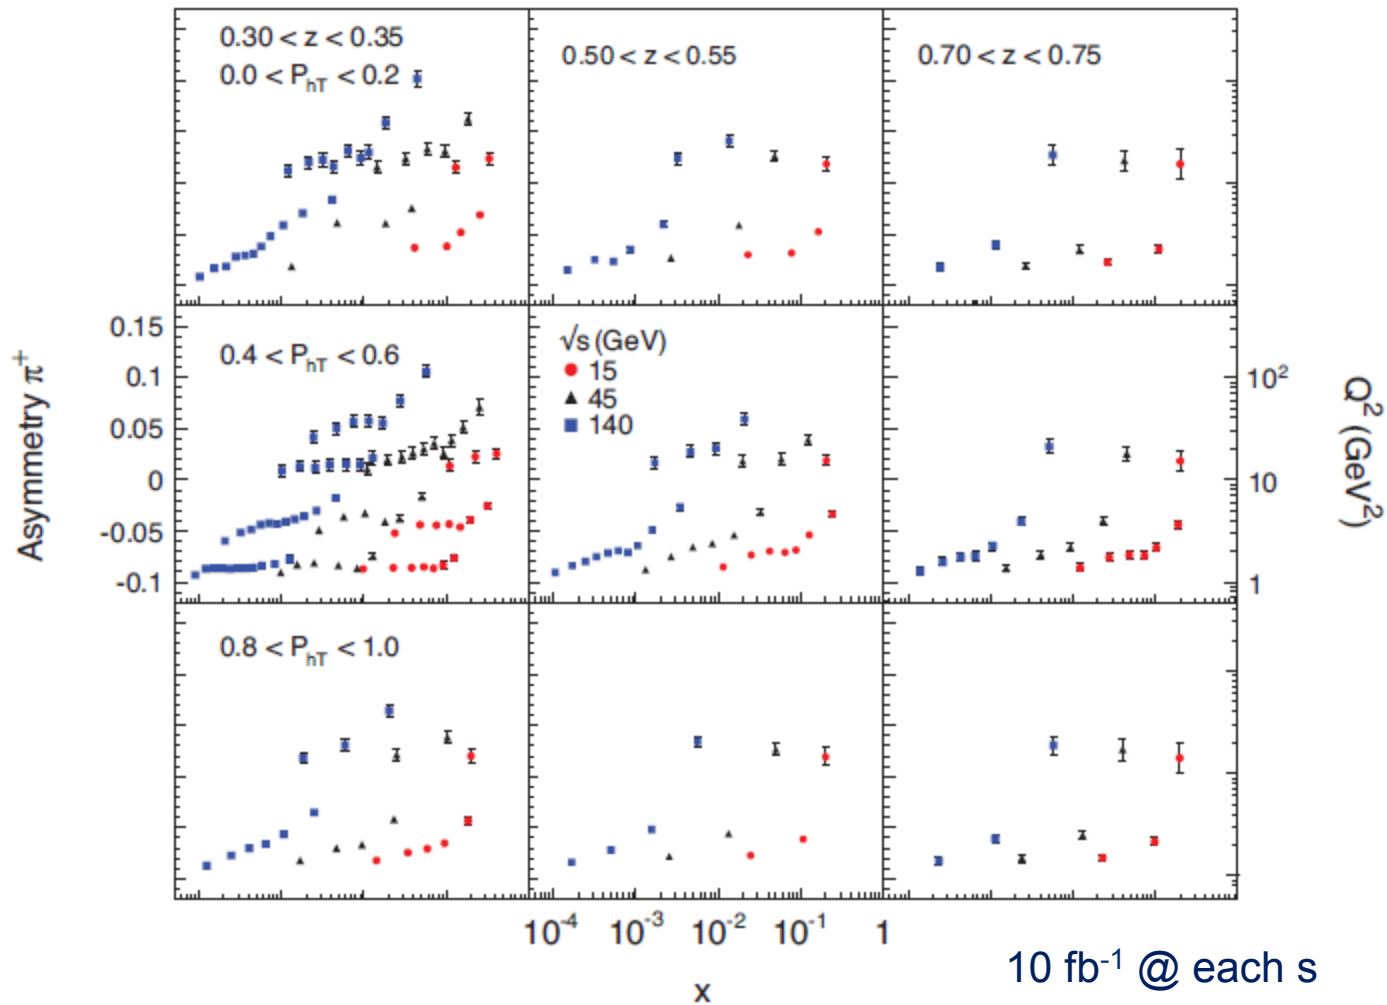 0.30 < z < 0.35
0.0 < P_hT < 0.2
0.50 < z < 0.55
0.70 < z < 0.75
Asymmetry π⁺
0.15
0.1
0.05
0
-0.05
-0.1
0.4 < P_hT < 0.6
√s (GeV)
15
45
140
10²
10
1
Q² (GeV²)
0.8 < P_hT < 1.0
10⁻⁴ 10⁻³ 10⁻² 10⁻¹ 1
x
10 fb⁻¹ @ each s